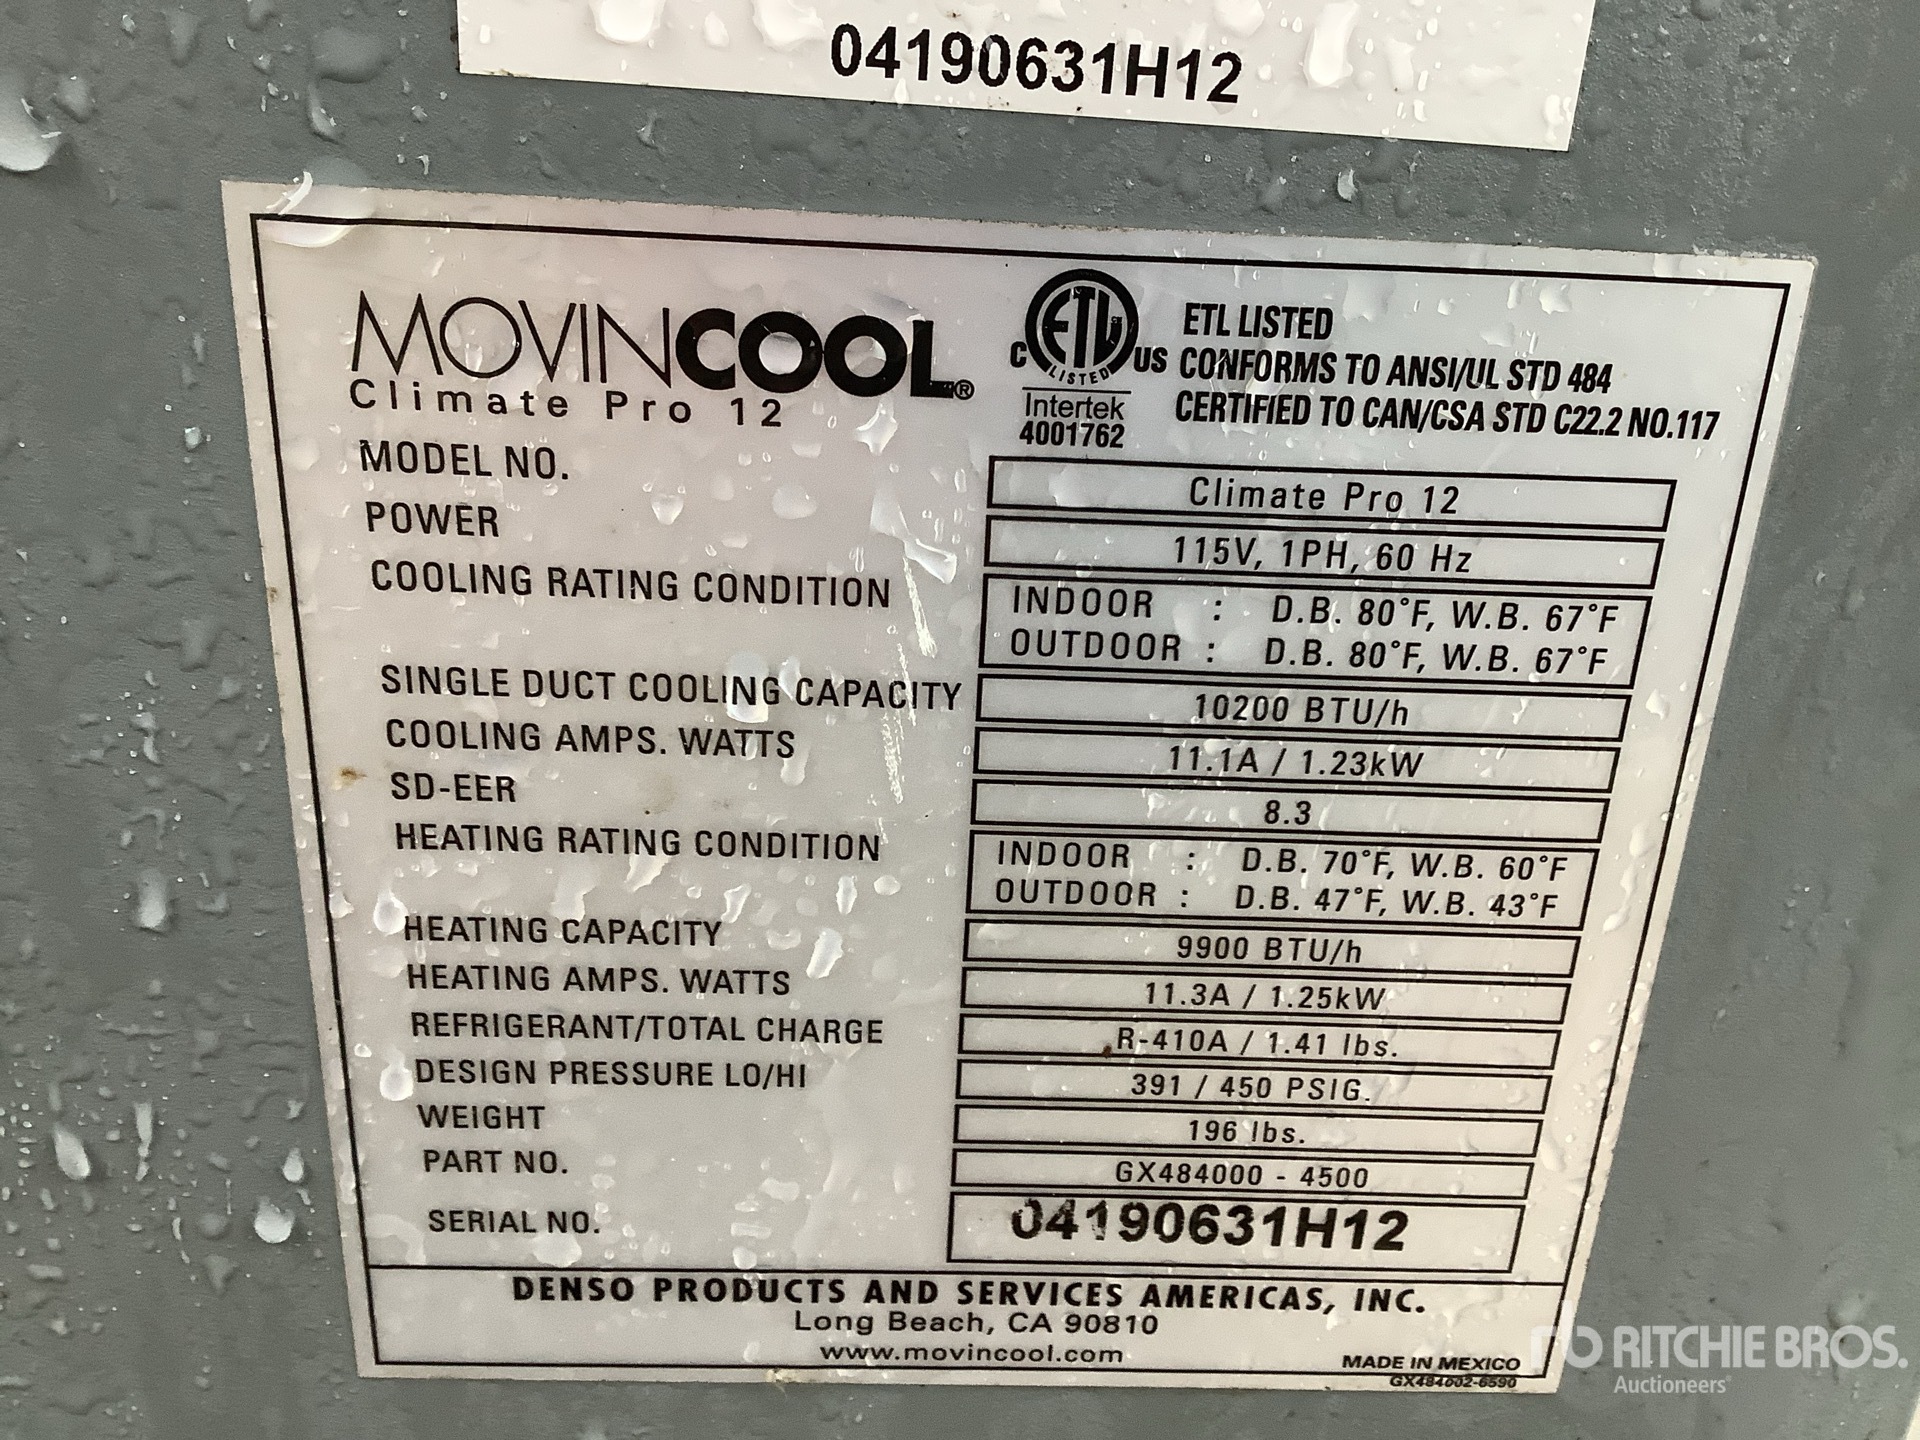 04190631H12
MOVINCOOL®
Climate Pro 12
C ETL LISTED US
Intertek
4001762
ETL LISTED
CONFORMS TO ANSI/UL STD 484
CERTIFIED TO CAN/CSA STD C22.2 NO.117
MODEL NO. Climate Pro 12
POWER 115V, 1PH, 60 Hz
COOLING RATING CONDITION INDOOR : D.B. 80°F, W.B. 67°F
OUTDOOR : D.B. 80°F, W.B. 67°F
SINGLE DUCT COOLING CAPACITY 10200 BTU/h
COOLING AMPS. WATTS 11.1A / 1.23kW
SD-EER 8.3
HEATING RATING CONDITION INDOOR : D.B. 70°F, W.B. 60°F
OUTDOOR : D.B. 47°F, W.B. 43°F
HEATING CAPACITY 9900 BTU/h
HEATING AMPS. WATTS 11.3A / 1.25kW
REFRIGERANT/TOTAL CHARGE R-410A / 1.41 lbs.
DESIGN PRESSURE LO/HI 391 / 450 PSIG.
WEIGHT 196 lbs.
PART NO. GX484000 - 4500
SERIAL NO. 04190631H12
DENSO PRODUCTS AND SERVICES AMERICAS, INC.
Long Beach, CA 90810
www.movincool.com
MADE IN MEXICO
GX484002-6590
RITCHIE BROS.
Auctioneers